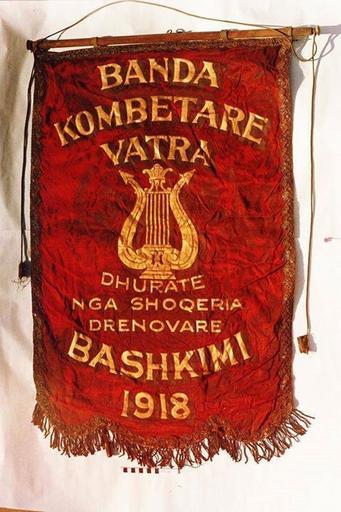 BANDA
KOMBETARE
VATRA
DHURATE
NGA SHOQERIA
DRENOVARE
BASHKIMI
1918